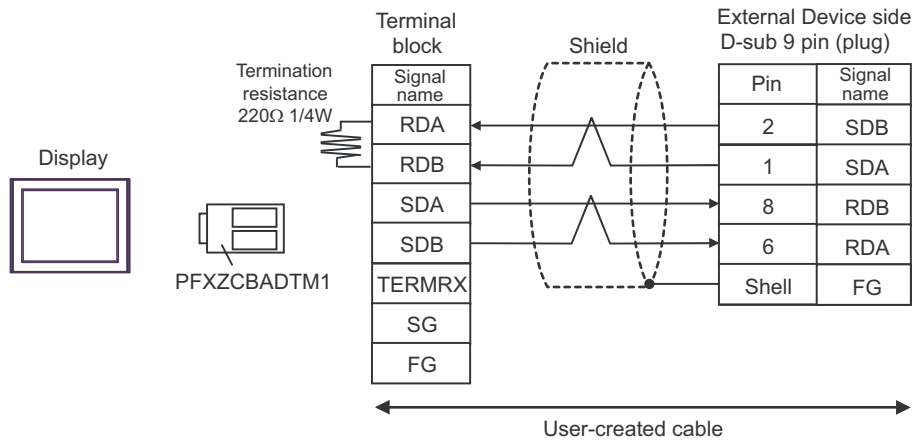 Terminal
block
External Device side
D-sub 9 pin (plug)
Shield
Termination
resistance
220Ω 1/4W
Signal
name
Pin
Signal
name
RDA
2
SDB
RDB
1
SDA
Display
SDA
8
RDB
SDB
6
RDA
PFXZCBADTM1
TERMRX
Shell
FG
SG
FG
User-created cable